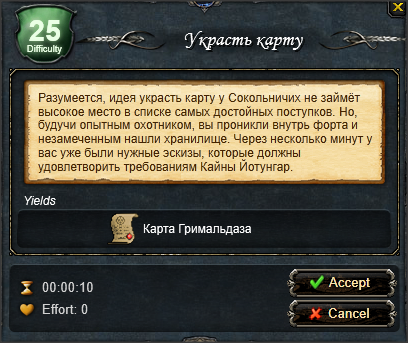 25
Difficulty
Украсть карту
Разумеется, идея украсть карту у Сокольничих не займёт
высокое место в списке самых достойных поступков. Но,
будучи опытным охотником, вы проникли внутрь форта и
незамеченным нашли хранилище. Через несколько минут у
вас уже были нужные эскизы, которые должны
удовлетворить требованиям Кайны Йотунгар.
Yields
Карта Гримальдаза
00:00:10
Accept
Effort: 0
Cancel